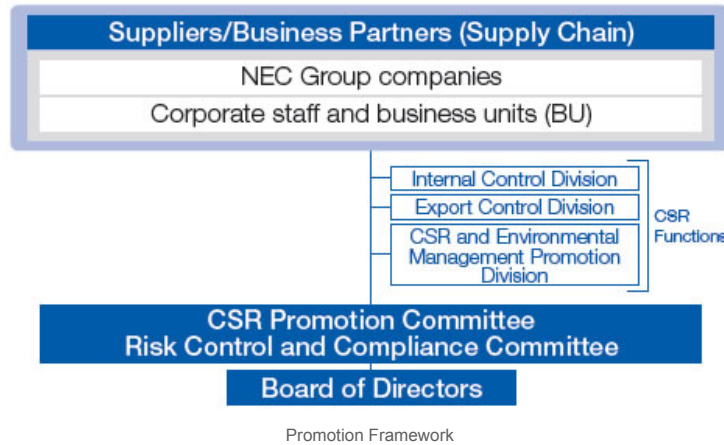 Suppliers/Business Partners (Supply Chain)
NEC Group companies
Corporate staff and business units (BU)
Internal Control Division
Export Control Division
CSR and Environmental
Management Promotion
Division
CSR
Functions
CSR Promotion Committee
Risk Control and Compliance Committee
Board of Directors
Promotion Framework